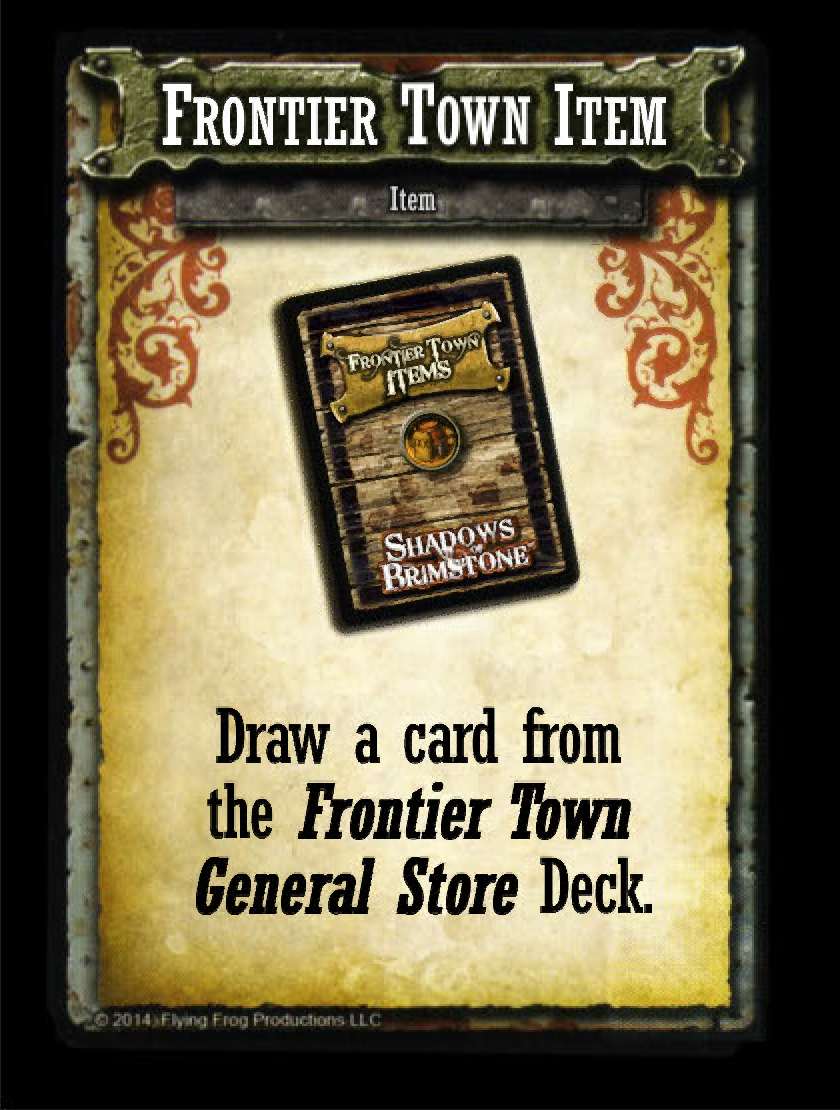 Frontier Town Item
Item
Frontier Town
Items
Shadows
of
Brimstone
Draw a card from
the Frontier Town
General Store Deck.
© 2014, Flying Frog Productions LLC